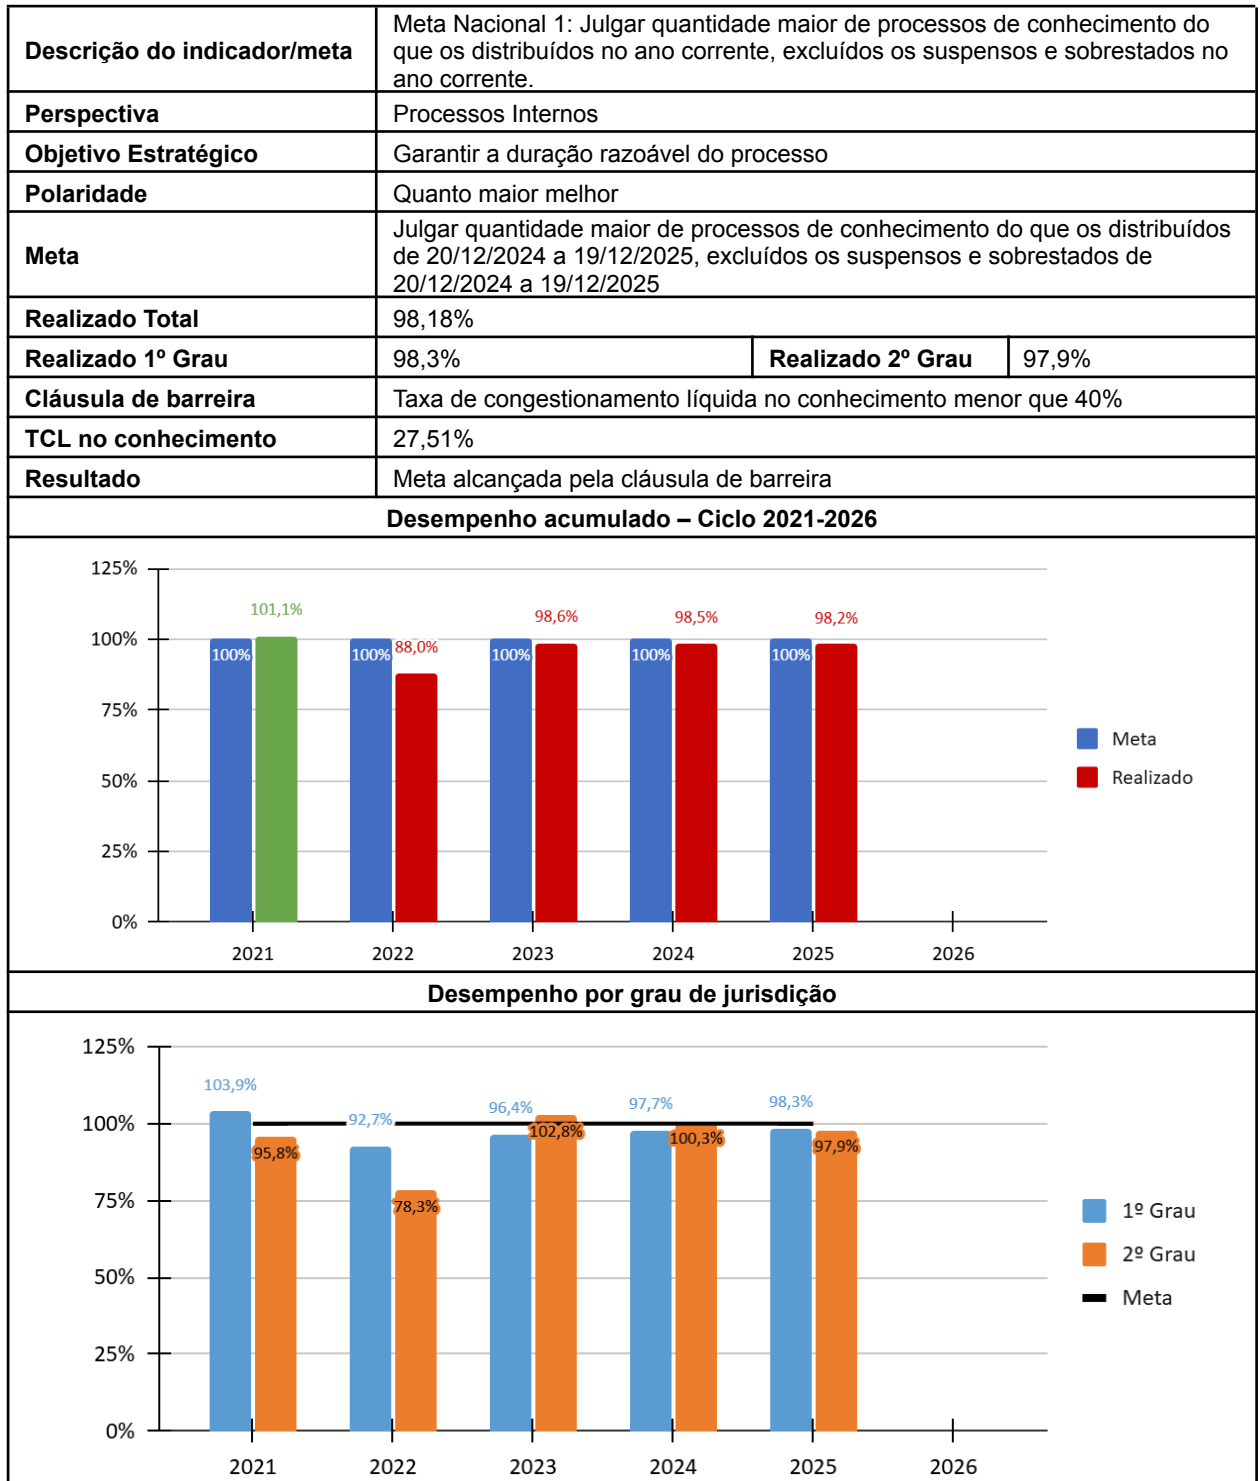 Descrição do indicador/meta
Meta Nacional 1: Julgar quantidade maior de processos de conhecimento do
que os distribuídos no ano corrente, excluídos os suspensos e sobrestados no
ano corrente.
Perspectiva
Processos Internos
Objetivo Estratégico
Garantir a duração razoável do processo
Polaridade
Quanto maior melhor
Meta
Julgar quantidade maior de processos de conhecimento do que os distribuídos
de 20/12/2024 a 19/12/2025, excluídos os suspensos e sobrestados de
20/12/2024 a 19/12/2025
Realizado Total
98,18%
Realizado 1º Grau
98,3%
Realizado 2º Grau
97,9%
Cláusula de barreira
Taxa de congestionamento líquida no conhecimento menor que 40%
TCL no conhecimento
27,51%
Resultado
Meta alcançada pela cláusula de barreira
Desempenho acumulado – Ciclo 2021-2026
125%
100%
75%
50%
25%
0%
100%
101,1%
100%
88,0%
100%
98,6%
100%
98,5%
100%
98,2%
2021
2022
2023
2024
2025
2026
Meta
Realizado
Desempenho por grau de jurisdição
125%
100%
75%
50%
25%
0%
103,9%
95,8%
92,7%
78,3%
96,4%
102,8%
97,7%
100,3%
98,3%
97,9%
2021
2022
2023
2024
2025
2026
1º Grau
2º Grau
Meta